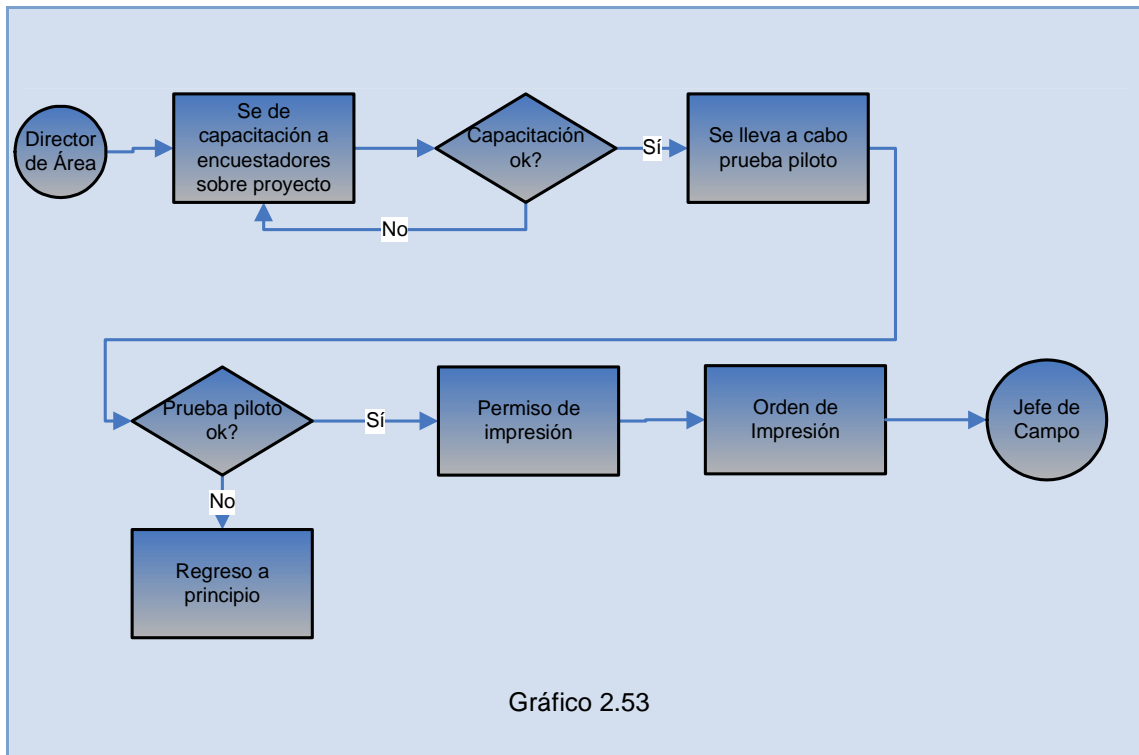 Director
de Área
Se de
capacitación a
encuestadores
sobre proyecto
Capacitación
ok?
Sí
Se lleva a cabo
prueba piloto
No
Prueba piloto
ok?
Sí
Permiso de
impresión
Orden de
Impresión
Jefe de
Campo
No
Regreso a
principio
Gráfico 2.53